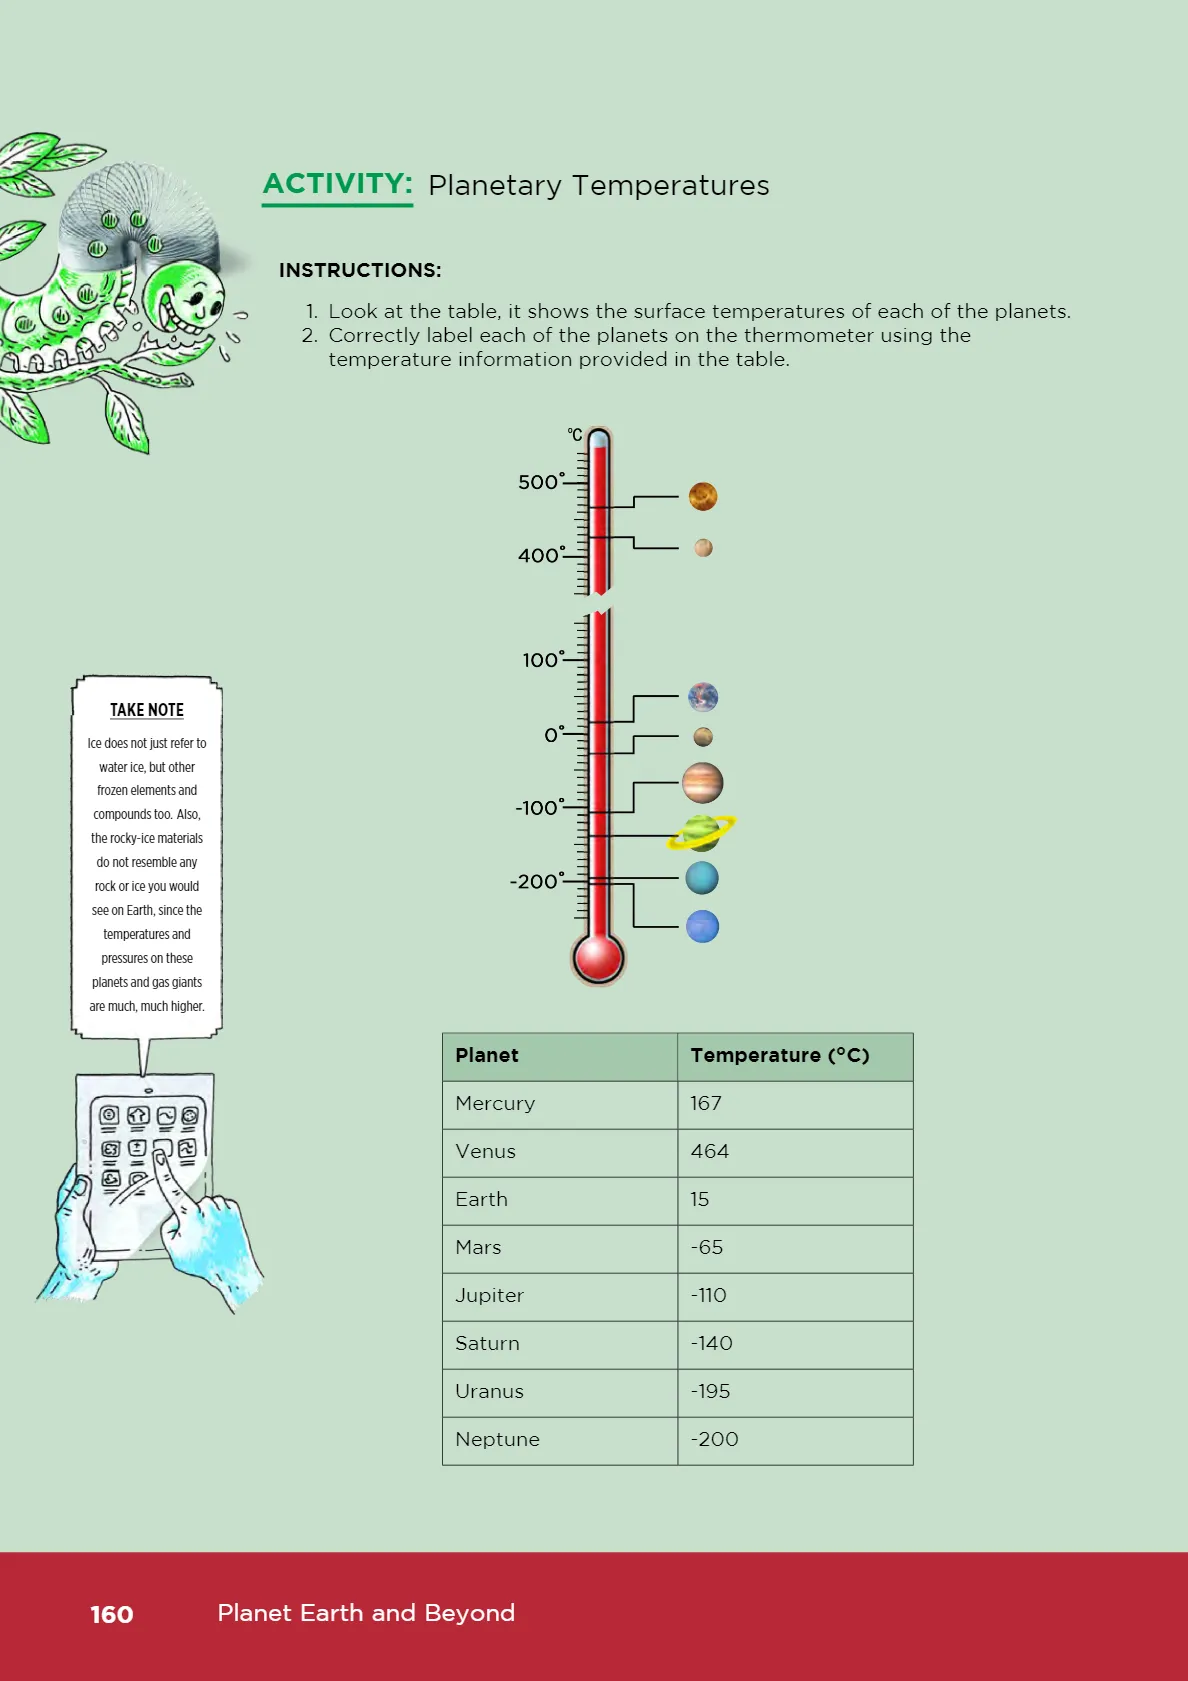 ACTIVITY: Planetary Temperatures
INSTRUCTIONS:
1. Look at the table, it shows the surface temperatures of each of the planets.
2. Correctly label each of the planets on the thermometer using the
temperature information provided in the table.
°C
500°
400°
100°
0°
-100°
-200°
TAKE NOTE
Ice does not just refer to
water ice, but other
frozen elements and
compounds too. Also,
the rocky-ice materials
do not resemble any
rock or ice you would
see on Earth, since the
temperatures and
pressures on these
planets and gas giants
are much, much higher.
Planet Temperature (°C)
Mercury 167
Venus 464
Earth 15
Mars -65
Jupiter -110
Saturn -140
Uranus -195
Neptune -200
160 Planet Earth and Beyond